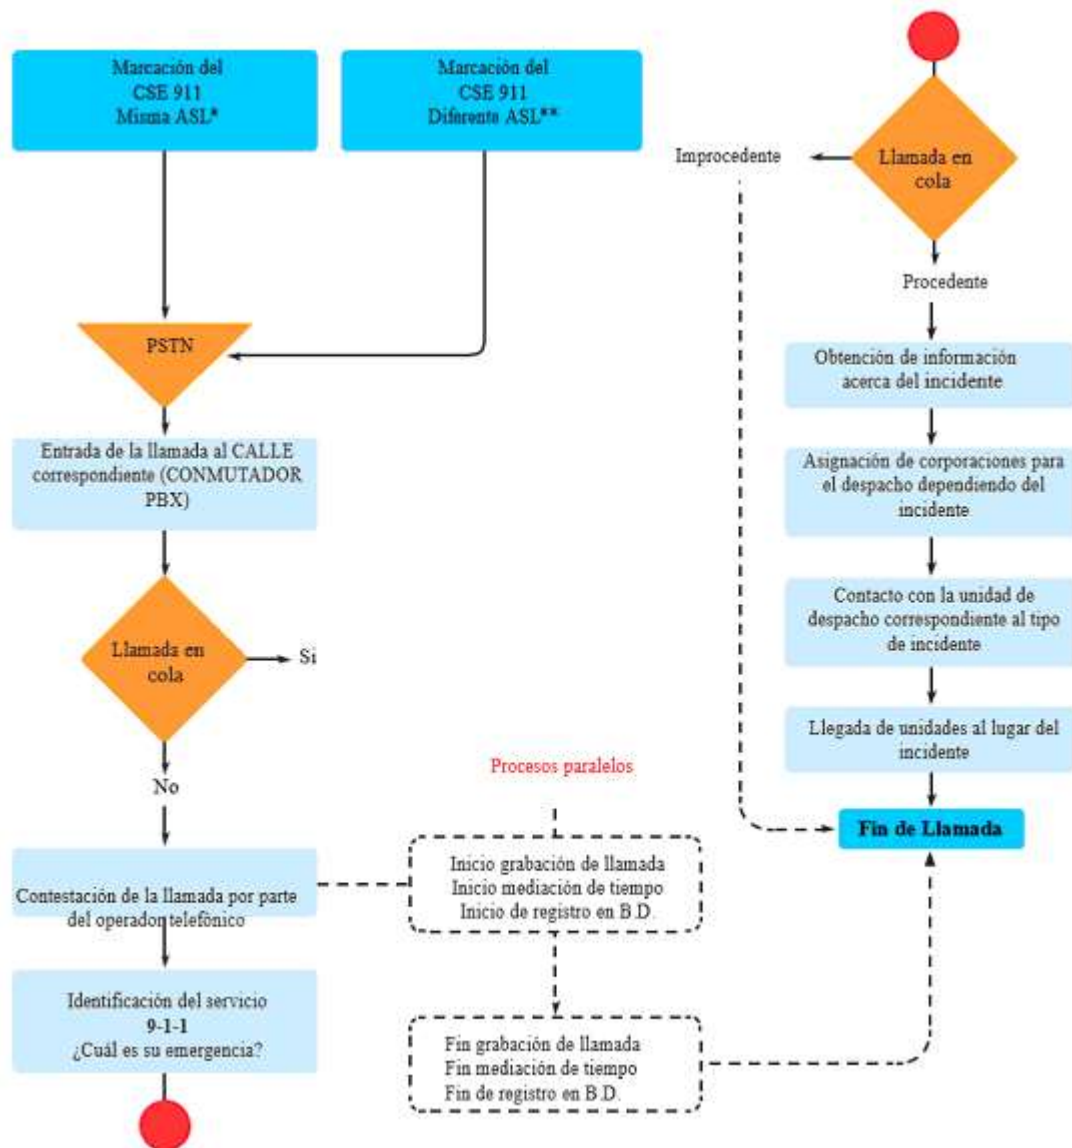 Marcación del
CSE 911
Misma ASL*
Marcación del
CSE 911
Diferente ASL**
PSTN
Entrada de la llamada al CALLE
correspondiente (CONMUTADOR
PBX)
Llamada en
cola
Si
No
Contestación de la llamada por parte
del operador telefónico
Identificación del servicio
9-1-1
¿Cuál es su emergencia?
Procesos paralelos
Inicio grabación de llamada
Inicio mediación de tiempo
Inicio de registro en B.D.
Fin grabación de llamada
Fin mediación de tiempo
Fin de registro en B.D.
Llamada en
cola
Improcedente
Procedente
Obtención de información
acerca del incidente
Asignación de corporaciones para
el despacho dependiendo del
incidente
Contacto con la unidad de
despacho correspondiente al tipo
de incidente
Llegada de unidades al lugar del
incidente
Fin de Llamada